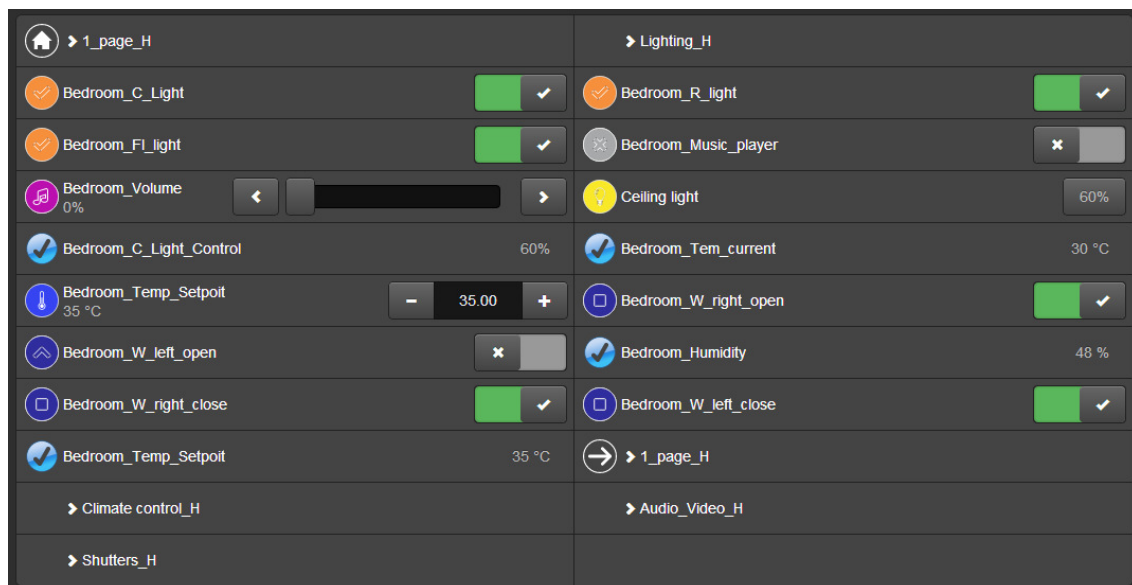 1_page_H
Lighting_H
Bedroom_C_Light
Bedroom_R_light
Bedroom_Fl_light
Bedroom_Music_player
Bedroom_Volume
0%
Ceiling light
60%
Bedroom_C_Light_Control
60%
Bedroom_Tem_current
30 °C
Bedroom_Temp_Setpoit
35 °C
35.00
Bedroom_W_right_open
Bedroom_W_left_open
Bedroom_Humidity
48 %
Bedroom_W_right_close
Bedroom_W_left_close
Bedroom_Temp_Setpoit
35 °C
1_page_H
Climate control_H
Audio_Video_H
Shutters_H